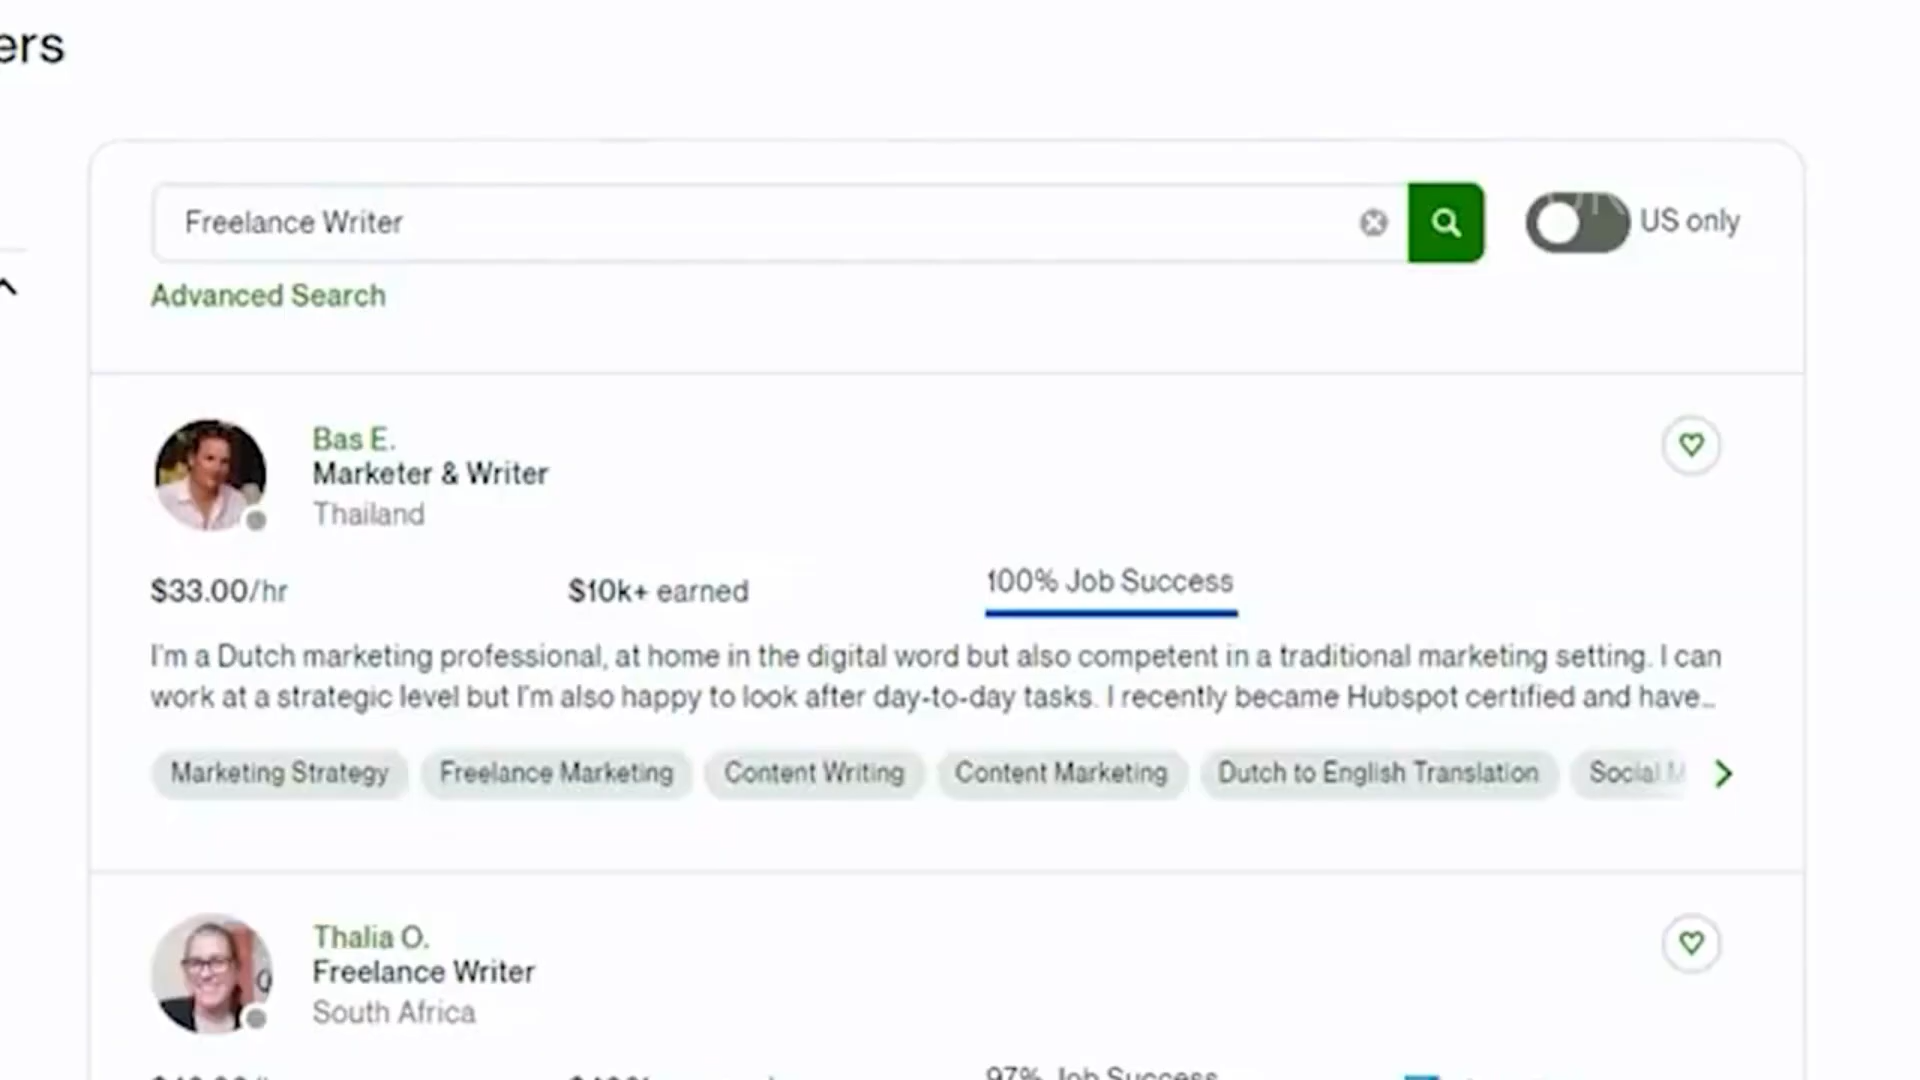 ers
Freelance Writer
US only
Advanced Search
Bas E.
Marketer & Writer
Thailand
$33.00/hr
$10k+ earned
100% Job Success
I'm a Dutch marketing professional, at home in the digital word but also competent in a traditional marketing setting. I can
work at a strategic level but I'm also happy to look after day-to-day tasks. I recently became Hubspot certified and have...
Marketing Strategy
Freelance Marketing
Content Writing
Content Marketing
Dutch to English Translation
Social M
Thalia O.
Freelance Writer
South Africa
97% Job Success